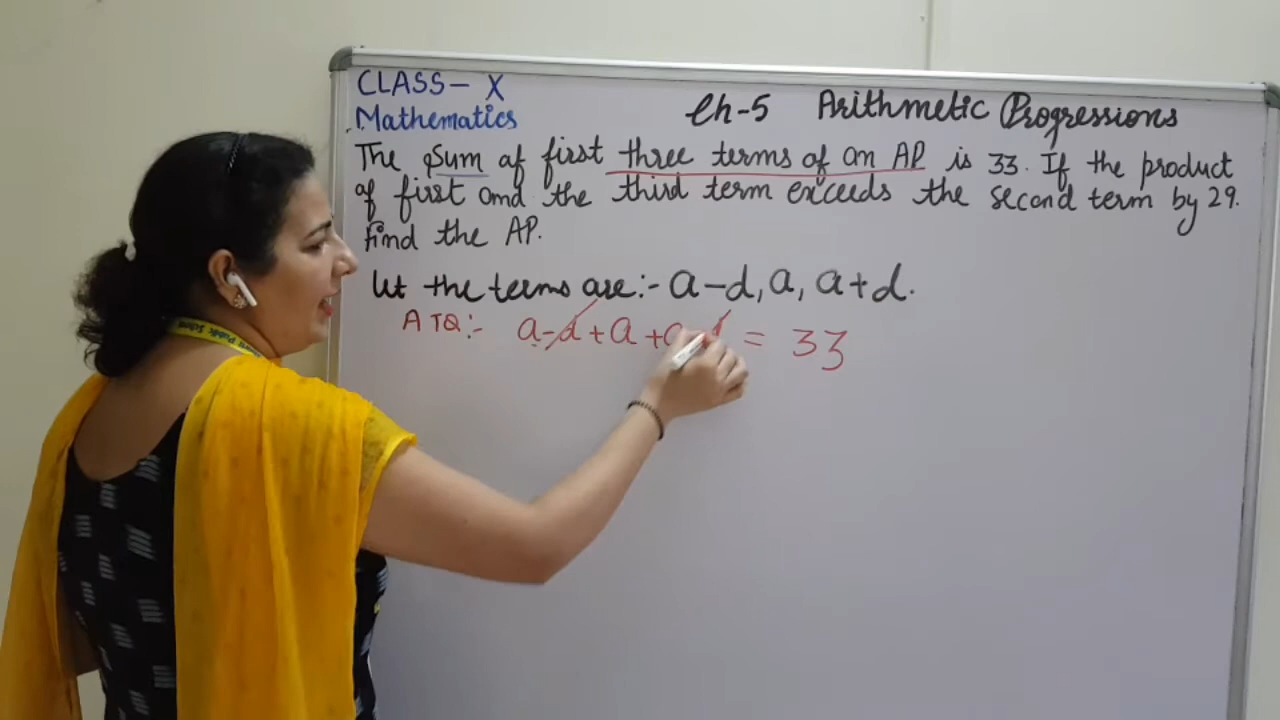 CLASS - X
Mathematics
Ch-5 Arithmetic Progressions
The Sum of first three terms of an AP is 33. If the product
of first and the third term exceeds the second term by 29.
Find the AP.
Let the terms are:- a-d, a, a+d.
ATQ:- a-d+a+a = 33
Public School